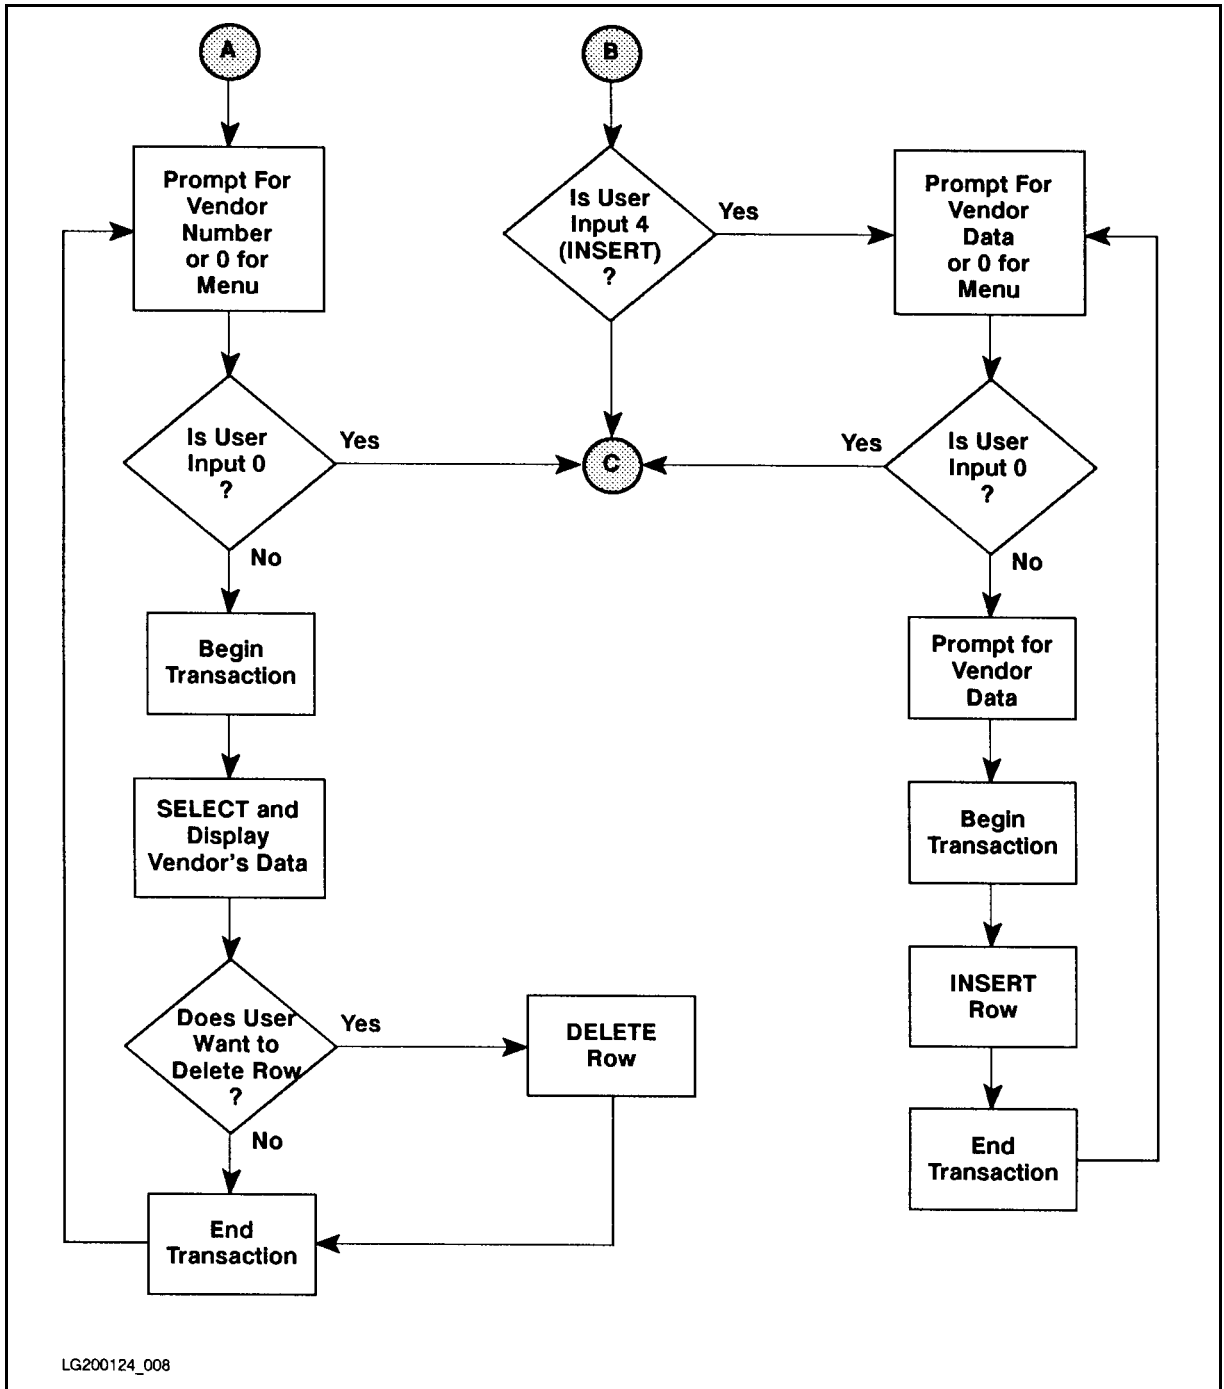 A
Prompt For
Vendor
Number
or 0 for
Menu
Is User
Input 0
?
Yes
No
Begin
Transaction
SELECT and
Display
Vendor's Data
Does User
Want to
Delete Row
?
Yes
No
DELETE
Row
End
Transaction
B
Is User
Input 4
(INSERT)
?
Yes
C
Prompt For
Vendor
Data
or 0 for
Menu
Is User
Input 0
?
Yes
No
Prompt for
Vendor
Data
Begin
Transaction
INSERT
Row
End
Transaction
LG200124_008